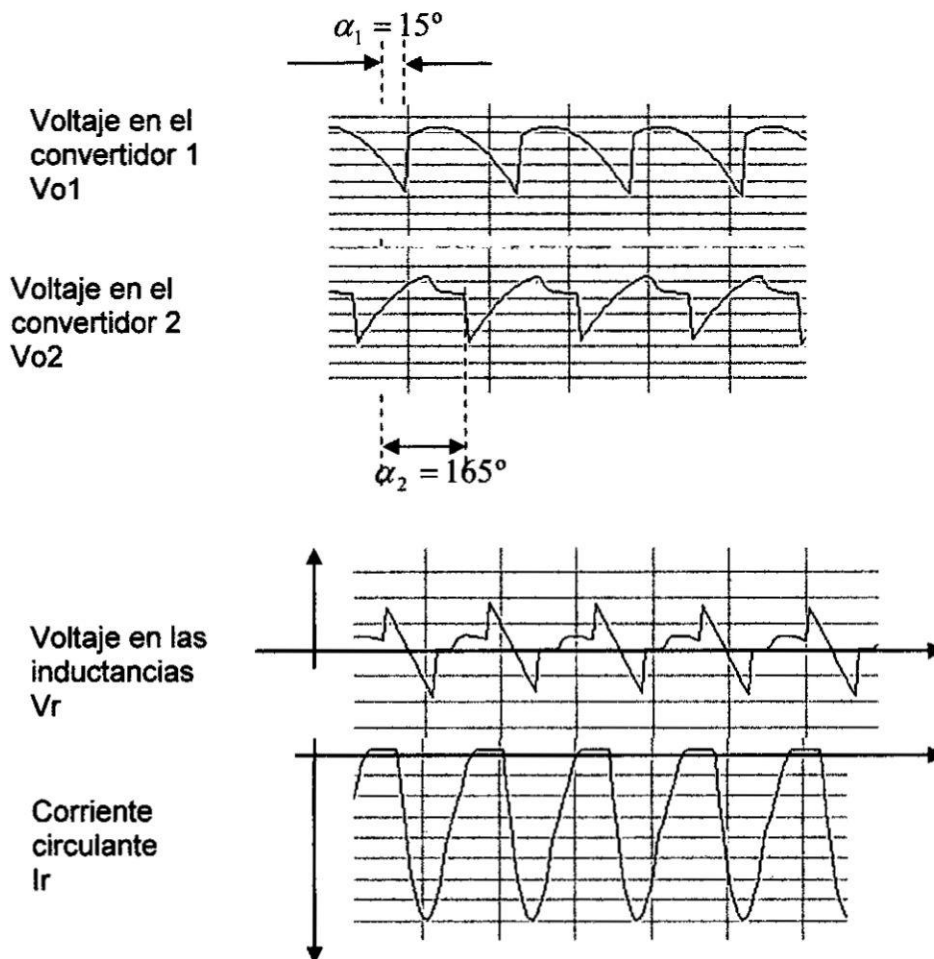 α₁ = 15°
Voltaje en el
convertidor 1
Vo1
Voltaje en el
convertidor 2
Vo2
α₂ = 165°
Voltaje en las
inductancias
Vr
Corriente
circulante
Ir